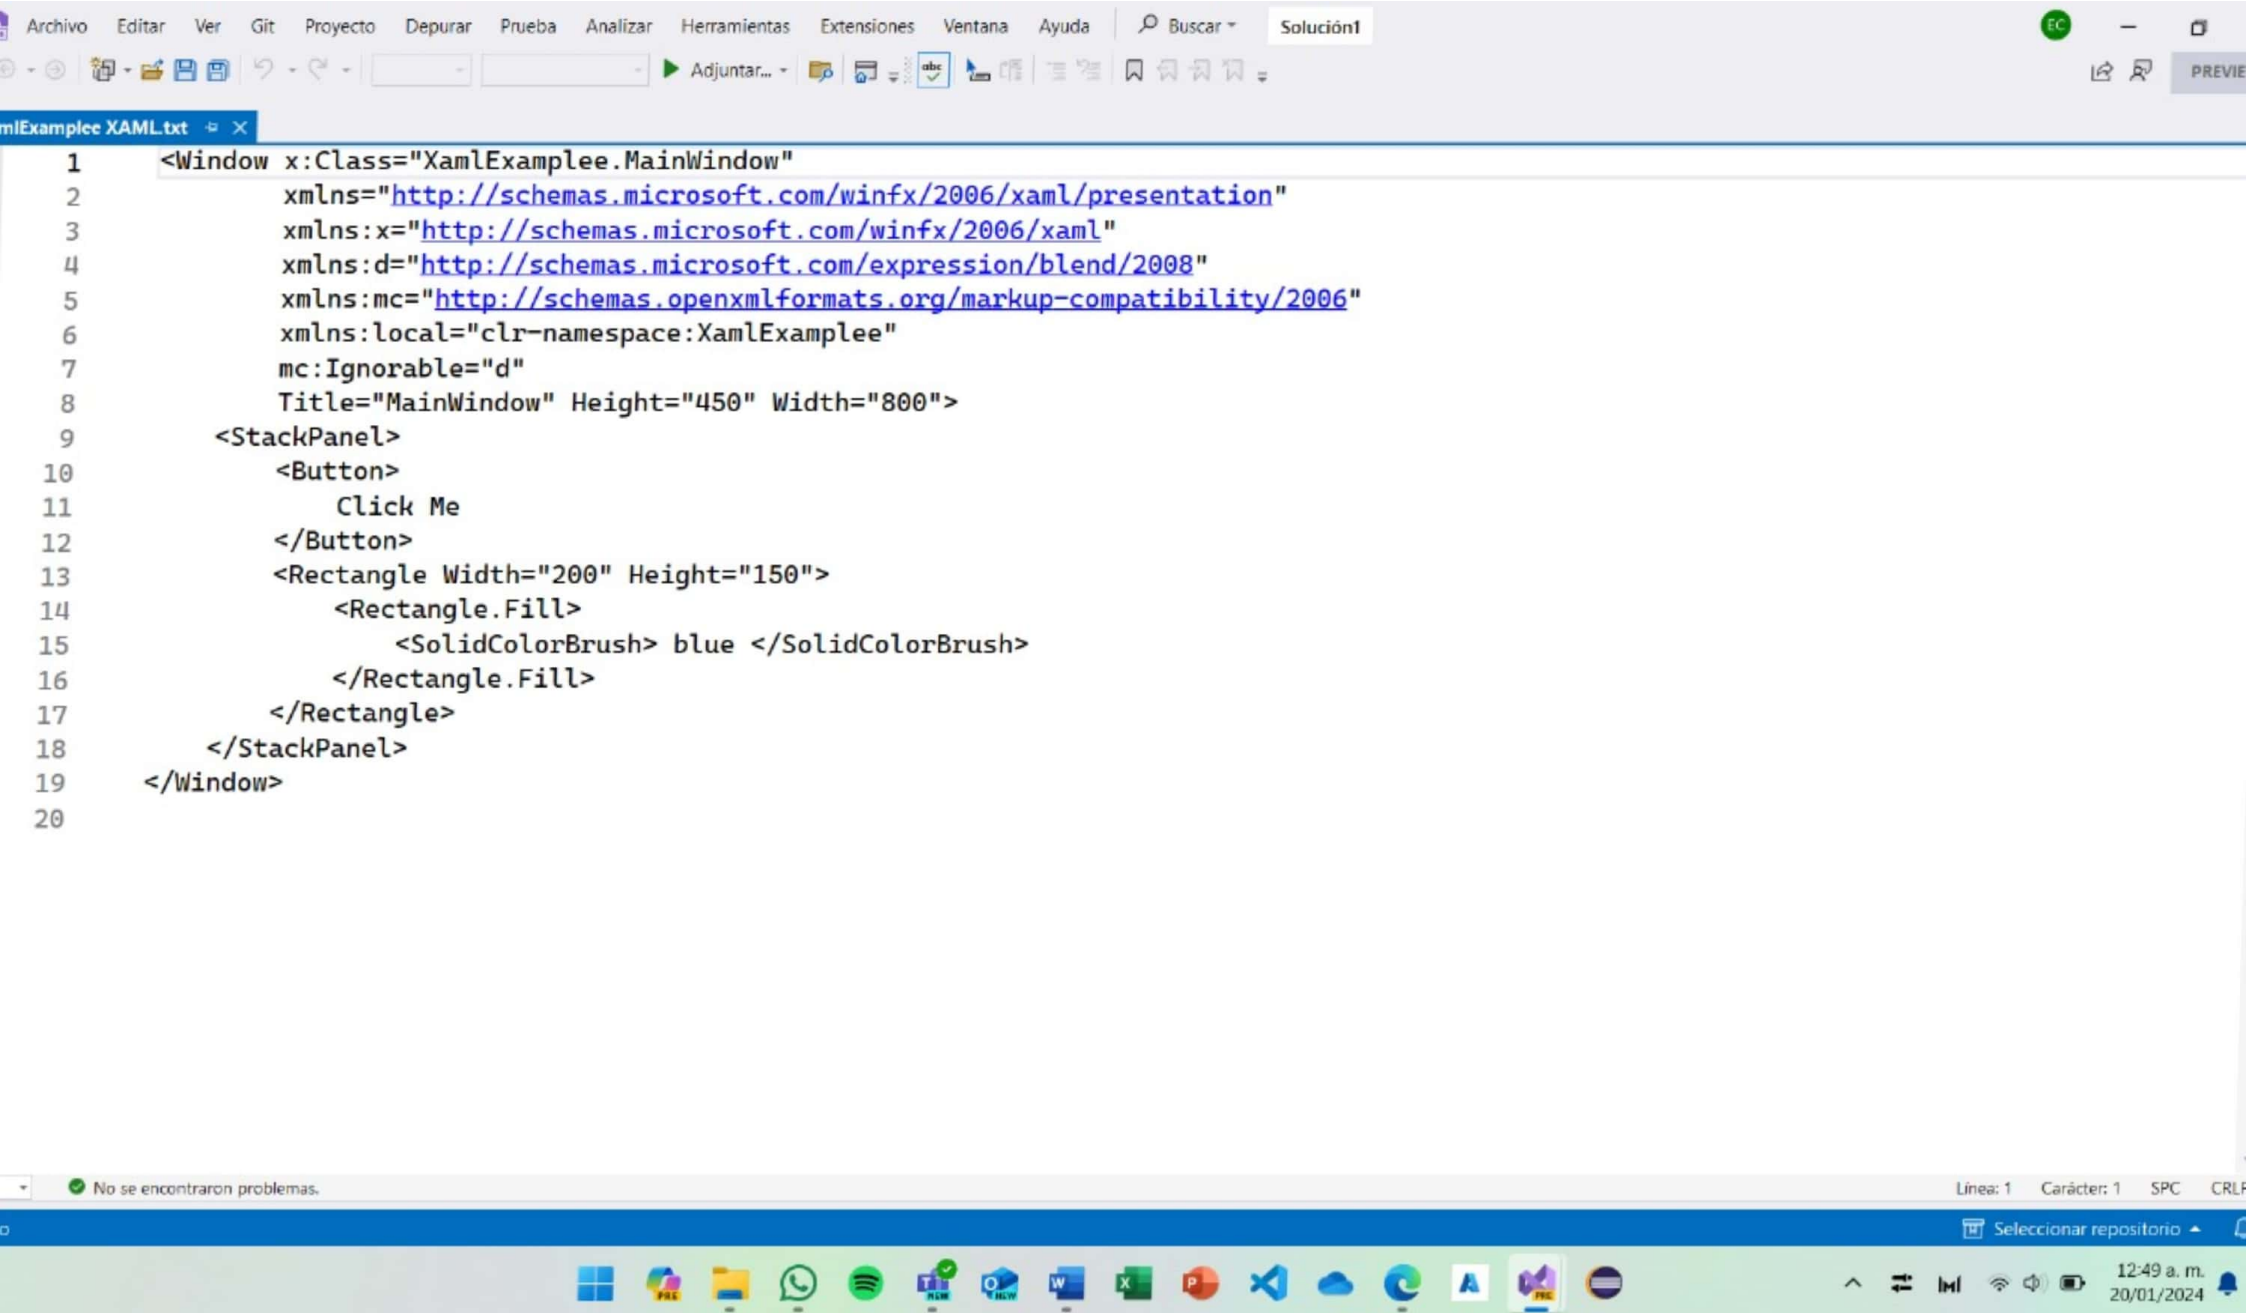 Archivo Editar Ver Git Proyecto Depurar Prueba Analizar Herramientas Extensiones Ventana Ayuda Buscar Solución1 EC
Adjuntar... abc PREVIE
mlExamplee XAML.txt
1 <Window x:Class="XamlExamplee.MainWindow"
2 xmlns="http://schemas.microsoft.com/winfx/2006/xaml/presentation"
3 xmlns:x="http://schemas.microsoft.com/winfx/2006/xaml"
4 xmlns:d="http://schemas.microsoft.com/expression/blend/2008"
5 xmlns:mc="http://schemas.openxmlformats.org/markup-compatibility/2006"
6 xmlns:local="clr-namespace:XamlExamplee"
7 mc:Ignorable="d"
8 Title="MainWindow" Height="450" Width="800">
9 <StackPanel>
10 <Button>
11 Click Me
12 </Button>
13 <Rectangle Width="200" Height="150">
14 <Rectangle.Fill>
15 <SolidColorBrush> blue </SolidColorBrush>
16 </Rectangle.Fill>
17 </Rectangle>
18 </StackPanel>
19 </Window>
20
No se encontraron problemas. Línea: 1 Carácter: 1 SPC CRLF
o Seleccionar repositorio
12:49 a. m.
20/01/2024